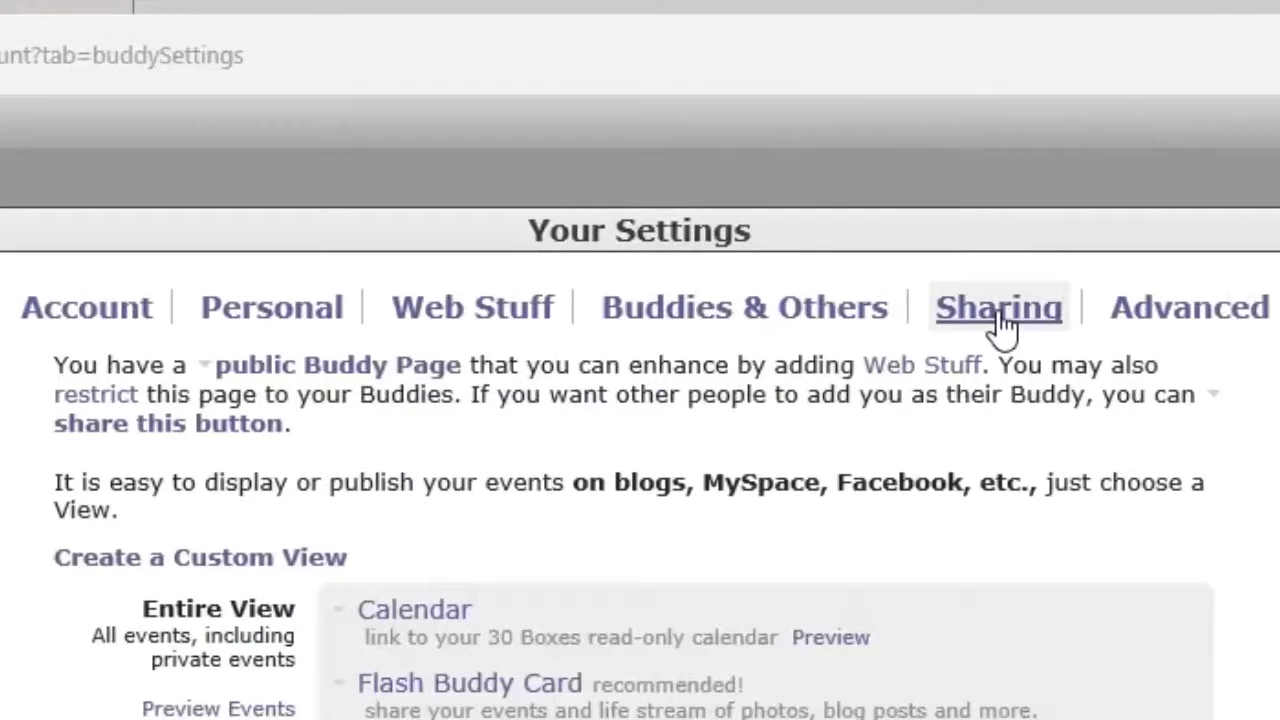 unt?tab=buddySettings
Your Settings
Account Personal Web Stuff Buddies & Others Sharing Advanced
You have a public Buddy Page that you can enhance by adding Web Stuff. You may also
restrict this page to your Buddies. If you want other people to add you as their Buddy, you can
share this button.
It is easy to display or publish your events on blogs, MySpace, Facebook, etc., just choose a
View.
Create a Custom View
Entire View
All events, including
private events
Preview Events
Calendar
link to your 30 Boxes read-only calendar Preview
Flash Buddy Card recommended!
share your events and life stream of photos, blog posts and more.